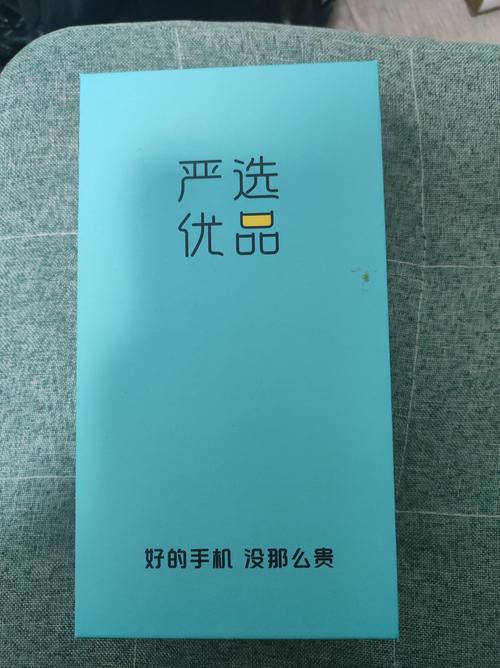 严选
优品
好的手机 没那么贵